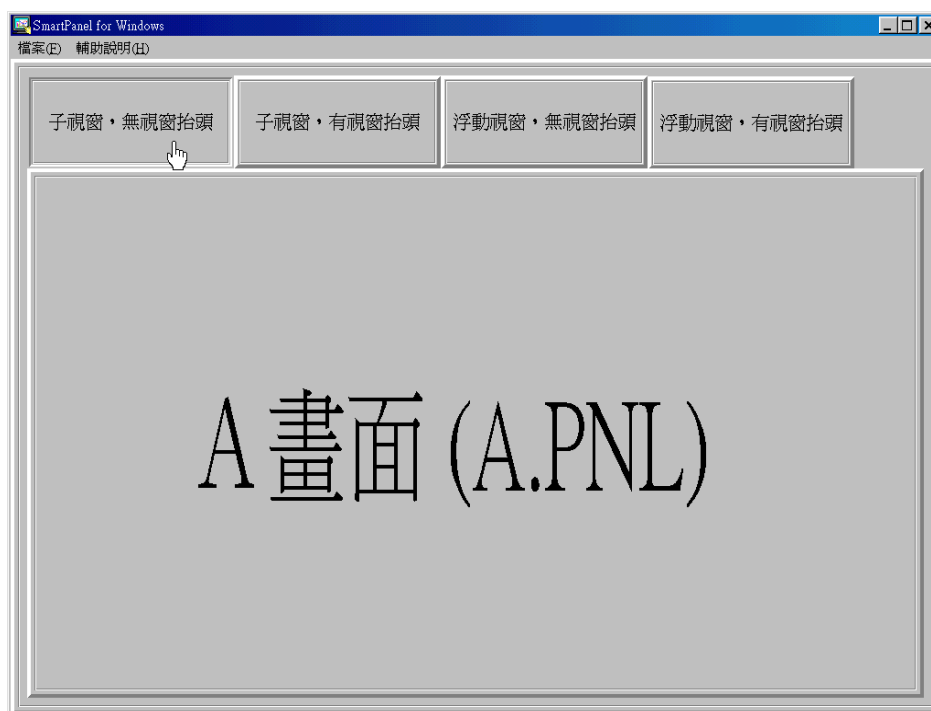 SmartPanel for Windows
檔案(F) 輔助說明(H)
子視窗，無視窗抬頭
子視窗，有視窗抬頭
浮動視窗，無視窗抬頭
浮動視窗，有視窗抬頭
A 畫面 (A.PNL)